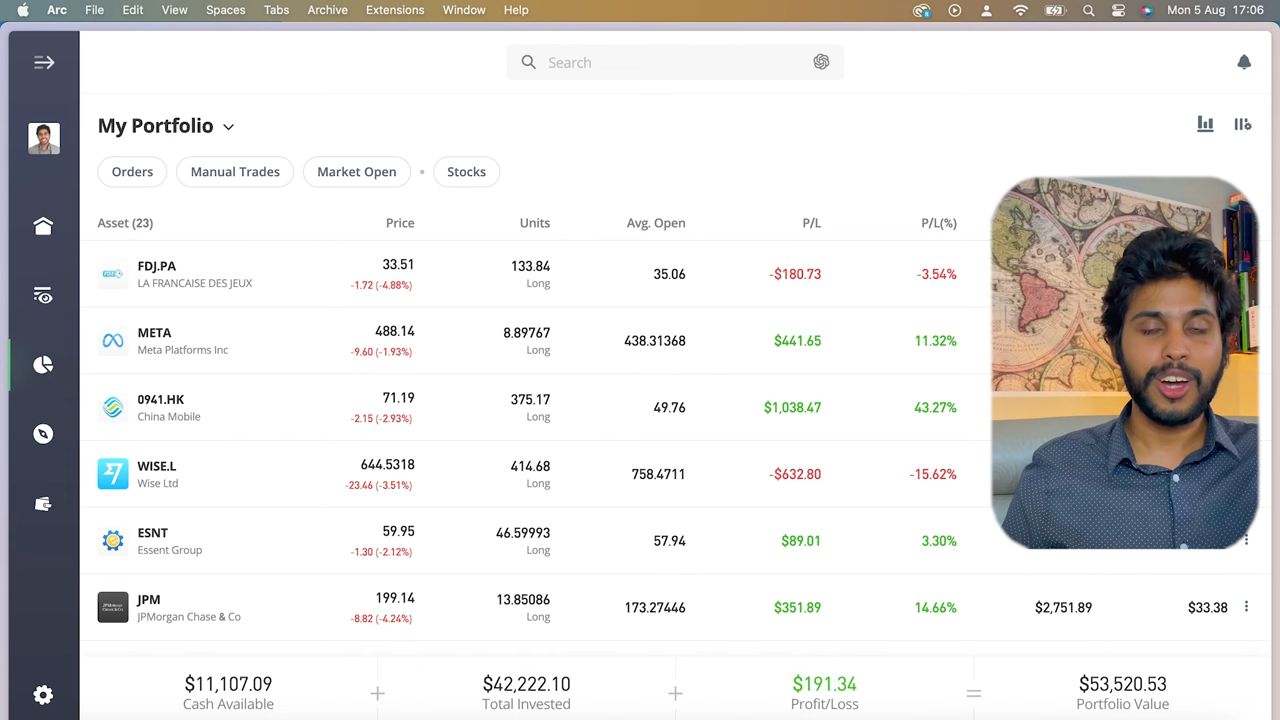 Arc File Edit View Spaces Tabs Archive Extensions Window Help Mon 5 Aug 17:06
Search
My Portfolio
Orders Manual Trades Market Open • Stocks
Asset (23) Price Units Avg. Open P/L P/L(%)
FDJ.PA 33.51 133.84 35.06 -$180.73 -3.54%
LA FRANCAISE DES JEUX -1.72 (-4.88%) Long
META 488.14 8.89767 438.31368 $441.65 11.32%
Meta Platforms Inc -9.60 (-1.93%) Long
0941.HK 71.19 375.17 49.76 $1,038.47 43.27%
China Mobile -2.15 (-2.93%) Long
WISE.L 644.5318 414.68 758.4711 -$632.80 -15.62%
Wise Ltd -23.46 (-3.51%) Long
ESNT 59.95 46.59993 57.94 $89.01 3.30%
Essent Group -1.30 (-2.12%) Long
JPM 199.14 13.85086 173.27446 $351.89 14.66% $2,751.89 $33.38
JPMorgan Chase & Co -8.82 (-4.24%) Long
$11,107.09 + $42,222.10 + $191.34 = $53,520.53
Cash Available Total Invested Profit/Loss Portfolio Value